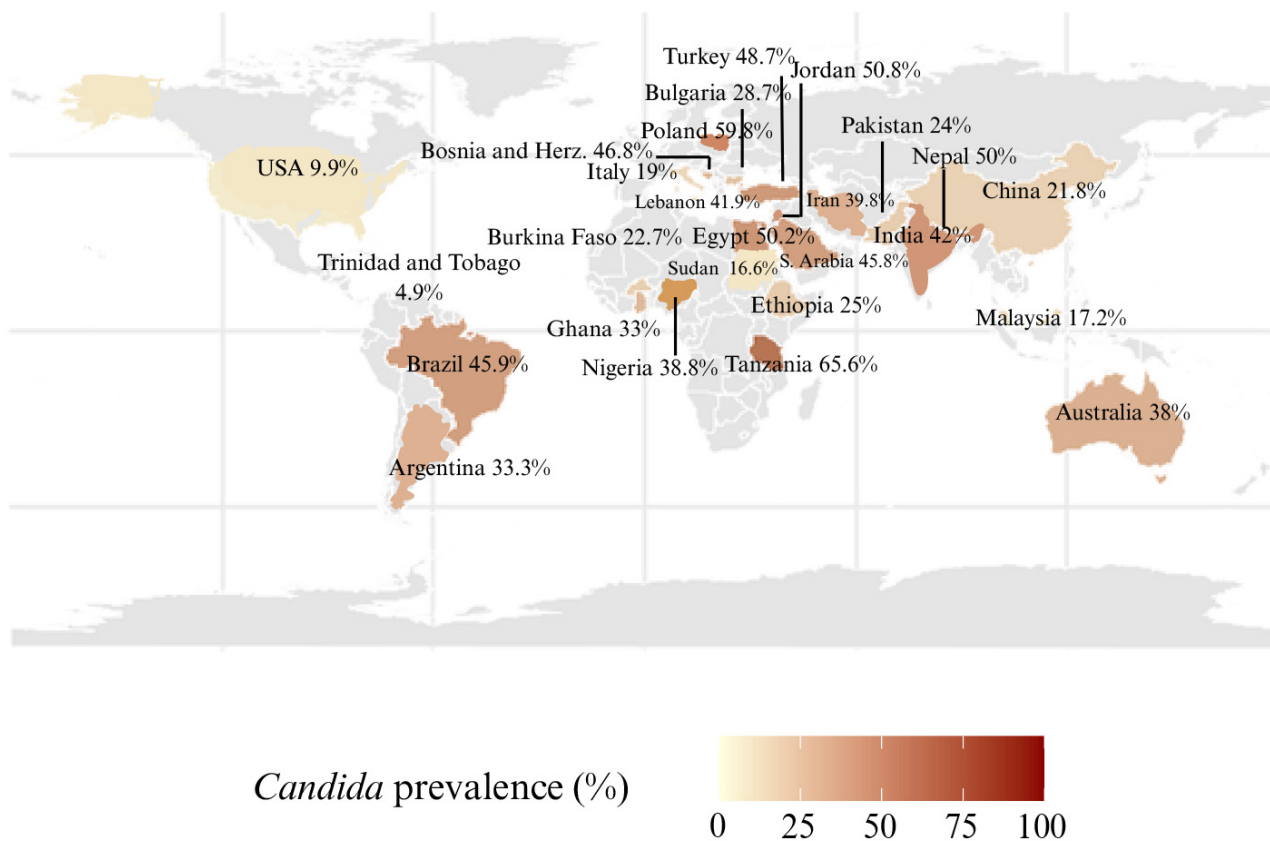 Turkey 48.7%
Jordan 50.8%
Bulgaria 28.7%
Poland 59.8%
Pakistan 24%
Bosnia and Herz. 46.8%
Nepal 50%
USA 9.9%
Italy 19%
China 21.8%
Lebanon 41.9%
Iran 39.8%
Burkina Faso 22.7%
Egypt 50.2%
India 42%
Trinidad and Tobago
4.9%
Sudan 16.6%
S. Arabia 45.8%
Ethiopia 25%
Malaysia 17.2%
Ghana 33%
Nigeria 38.8%
Tanzania 65.6%
Brazil 45.9%
Australia 38%
Argentina 33.3%
Candida prevalence (%)
0 25 50 75 100